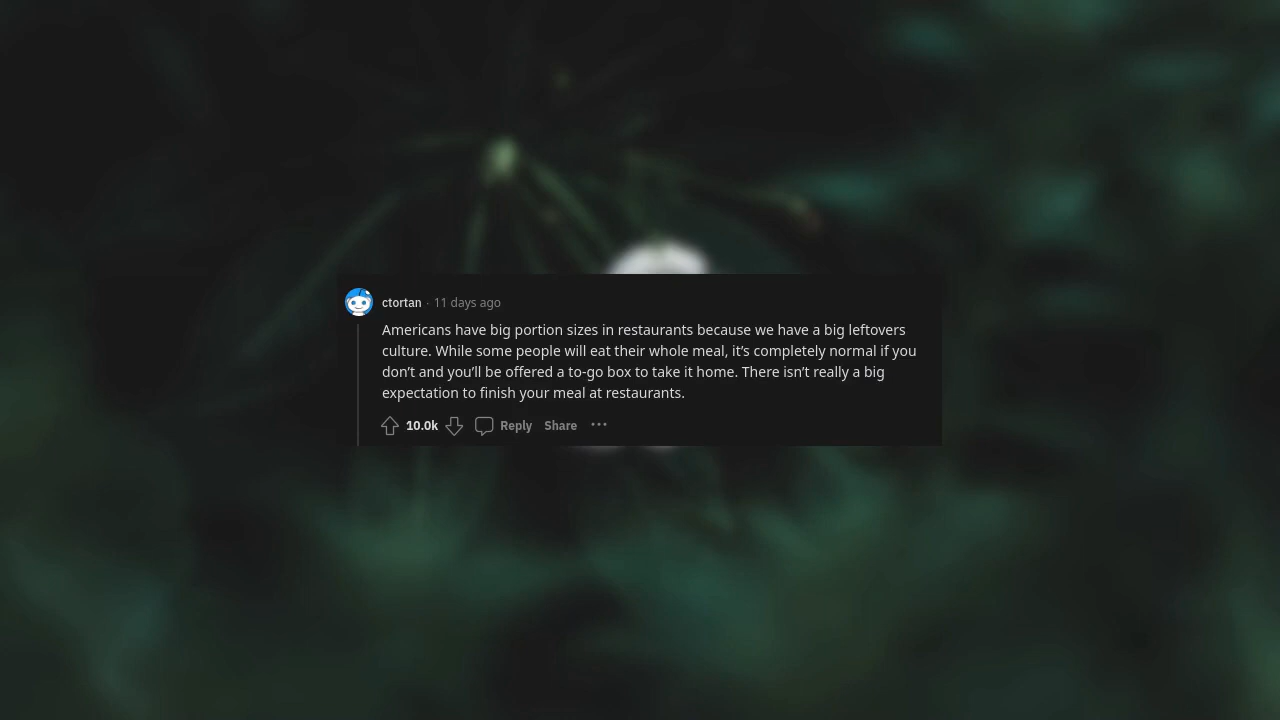 ctortan · 11 days ago
Americans have big portion sizes in restaurants because we have a big leftovers
culture. While some people will eat their whole meal, it’s completely normal if you
don’t and you’ll be offered a to-go box to take it home. There isn’t really a big
expectation to finish your meal at restaurants.
10.0k Reply Share ···